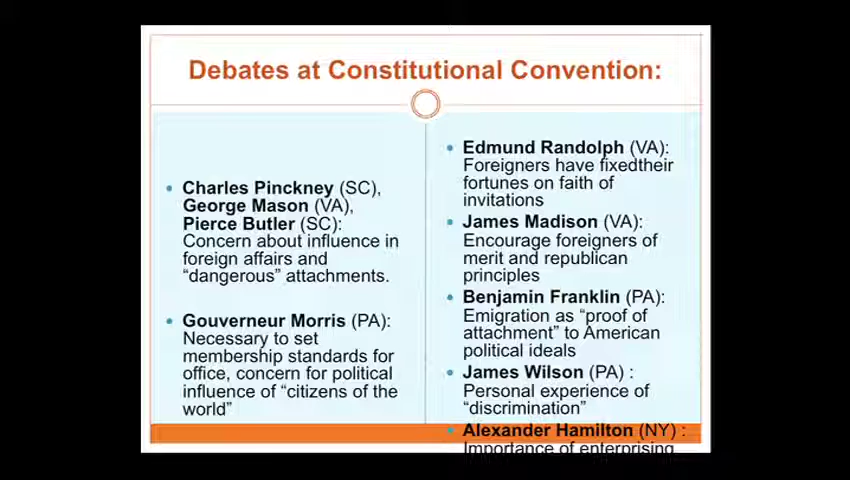 Debates at Constitutional Convention:
• Charles Pinckney (SC),
George Mason (VA),
Pierce Butler (SC):
Concern about influence in
foreign affairs and
“dangerous” attachments.
• Gouverneur Morris (PA):
Necessary to set
membership standards for
office, concern for political
influence of “citizens of the
world”
• Edmund Randolph (VA):
Foreigners have fixedtheir
fortunes on faith of
invitations
• James Madison (VA):
Encourage foreigners of
merit and republican
principles
• Benjamin Franklin (PA):
Emigration as “proof of
attachment” to American
political ideals
• James Wilson (PA) :
Personal experience of
“discrimination”
• Alexander Hamilton (NY) :
Importance of enterprising